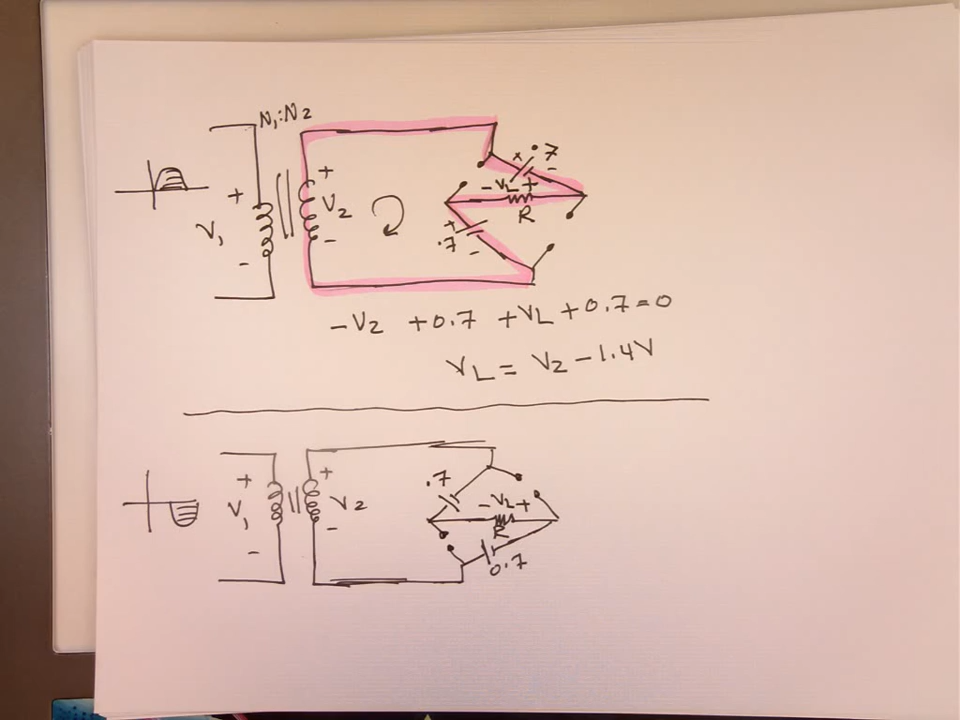 N1:N2
+ .7 -
+ V1 -
+ V2 -
- VL +
R
+ .7 -
-V2 +0.7 +VL +0.7=0
VL = V2 -1.4V
+ V1 -
+ V2 -
.7
- VL +
R
0.7